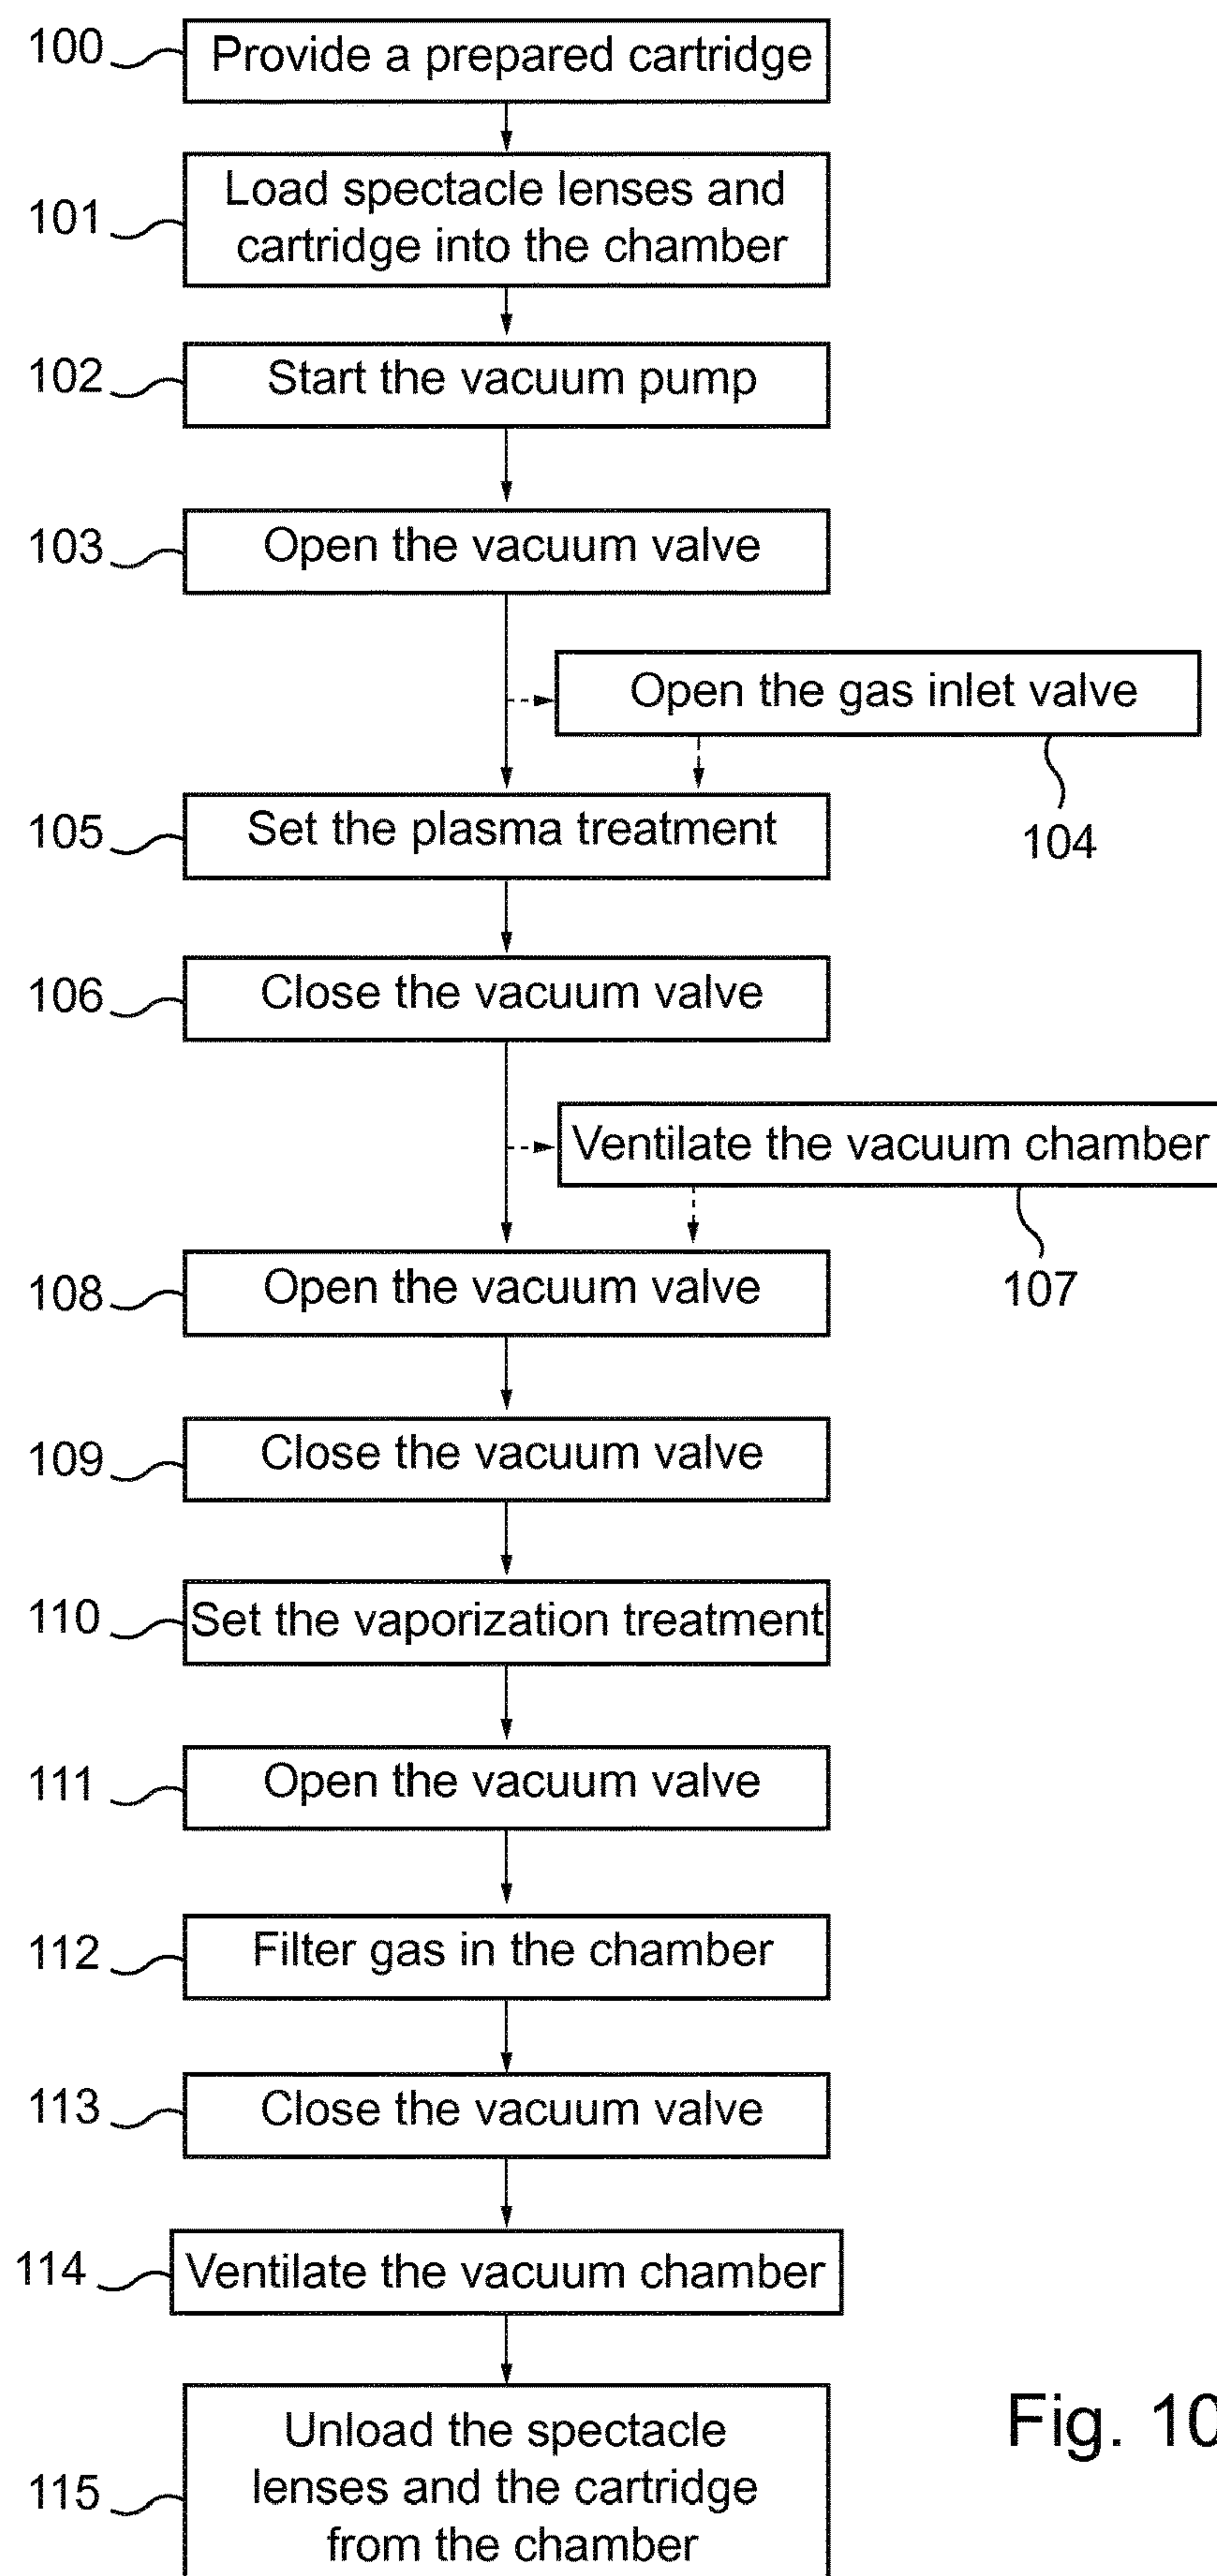 100
Provide a prepared cartridge
101
Load spectacle lenses and
cartridge into the chamber
102
Start the vacuum pump
103
Open the vacuum valve
Open the gas inlet valve
104
105
Set the plasma treatment
106
Close the vacuum valve
Ventilate the vacuum chamber
107
108
Open the vacuum valve
109
Close the vacuum valve
110
Set the vaporization treatment
111
Open the vacuum valve
112
Filter gas in the chamber
113
Close the vacuum valve
114
Ventilate the vacuum chamber
115
Unload the spectacle
lenses and the cartridge
from the chamber
Fig. 10